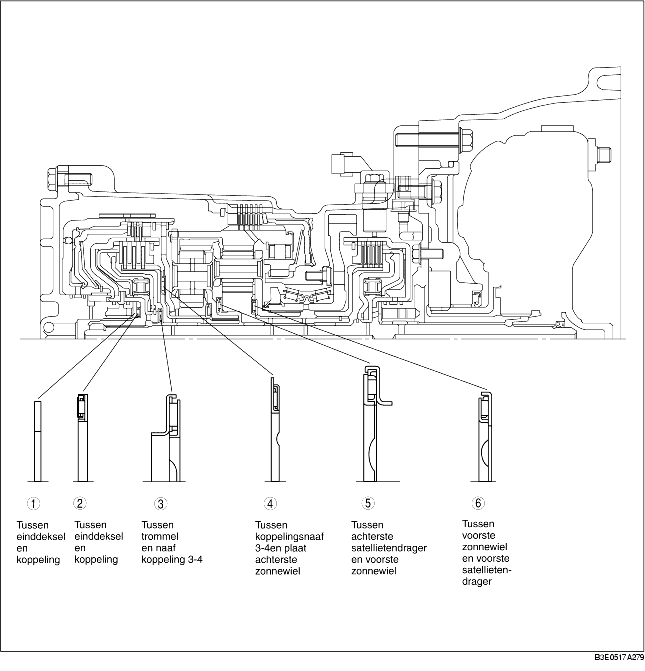 1
2
3
4
5
6
Tussen
einddeksel
en
koppeling
Tussen
einddeksel
en
koppeling
Tussen
trommel
en naaf
koppeling 3-4
Tussen
koppelingsnaaf
3-4en plaat
achterste
zonnewiel
Tussen
achterste
satellietendrager
en voorste
zonnewiel
Tussen
voorste
zonnewiel
en voorste
satellieten-
drager
B3E0517A279